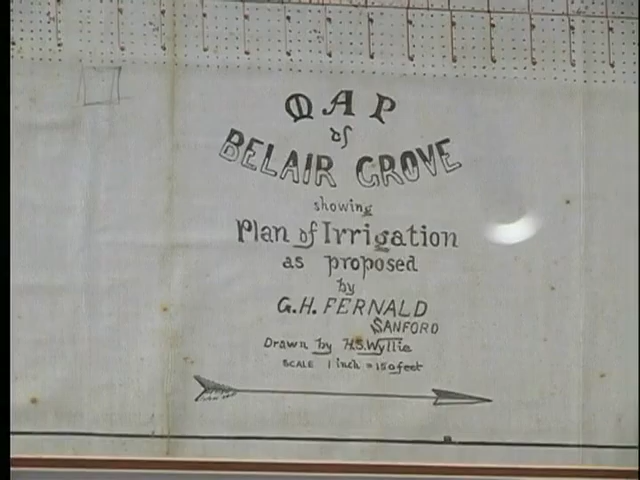 MAP
of
BELAIR GROVE
showing
Plan of Irrigation
as proposed
by
G.H. FERNALD
SANFORD
Drawn by H.S. Wyllie
SCALE 1 inch = 150 feet